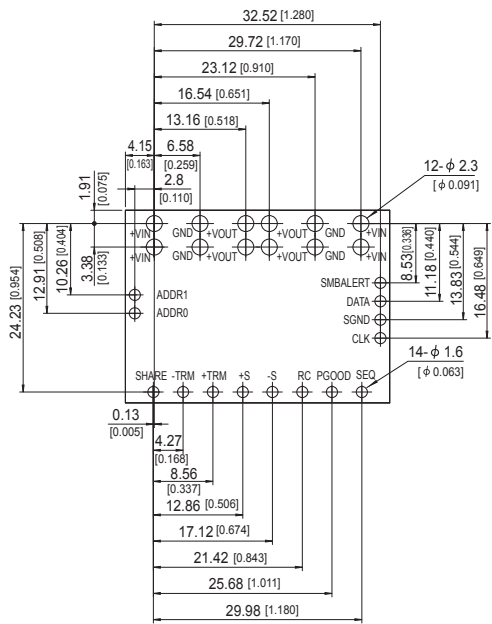 32.52 [1.280]
29.72 [1.170]
23.12 [0.910]
16.54 [0.651]
13.16 [0.518]
4.15 [0.163]
6.58 [0.259]
2.8 [0.110]
12-ϕ 2.3
[ϕ 0.091]
1.91 [0.075]
3.38 [0.133]
10.26 [0.404]
12.91 [0.508]
24.23 [0.954]
+VIN GND +VOUT +VOUT GND +VIN
+VIN GND +VOUT +VOUT GND +VIN
8.53 [0.336]
11.18 [0.440]
13.83 [0.544]
16.48 [0.649]
SMBALERT
ADDR1
DATA
ADDR0
SGND
CLK
14-ϕ 1.6
[ϕ 0.063]
SHARE -TRM +TRM +S -S RC PGOOD SEQ
0.13
[0.005]
4.27
[0.168]
8.56
[0.337]
12.86 [0.506]
17.12 [0.674]
21.42 [0.843]
25.68 [1.011]
29.98 [1.180]